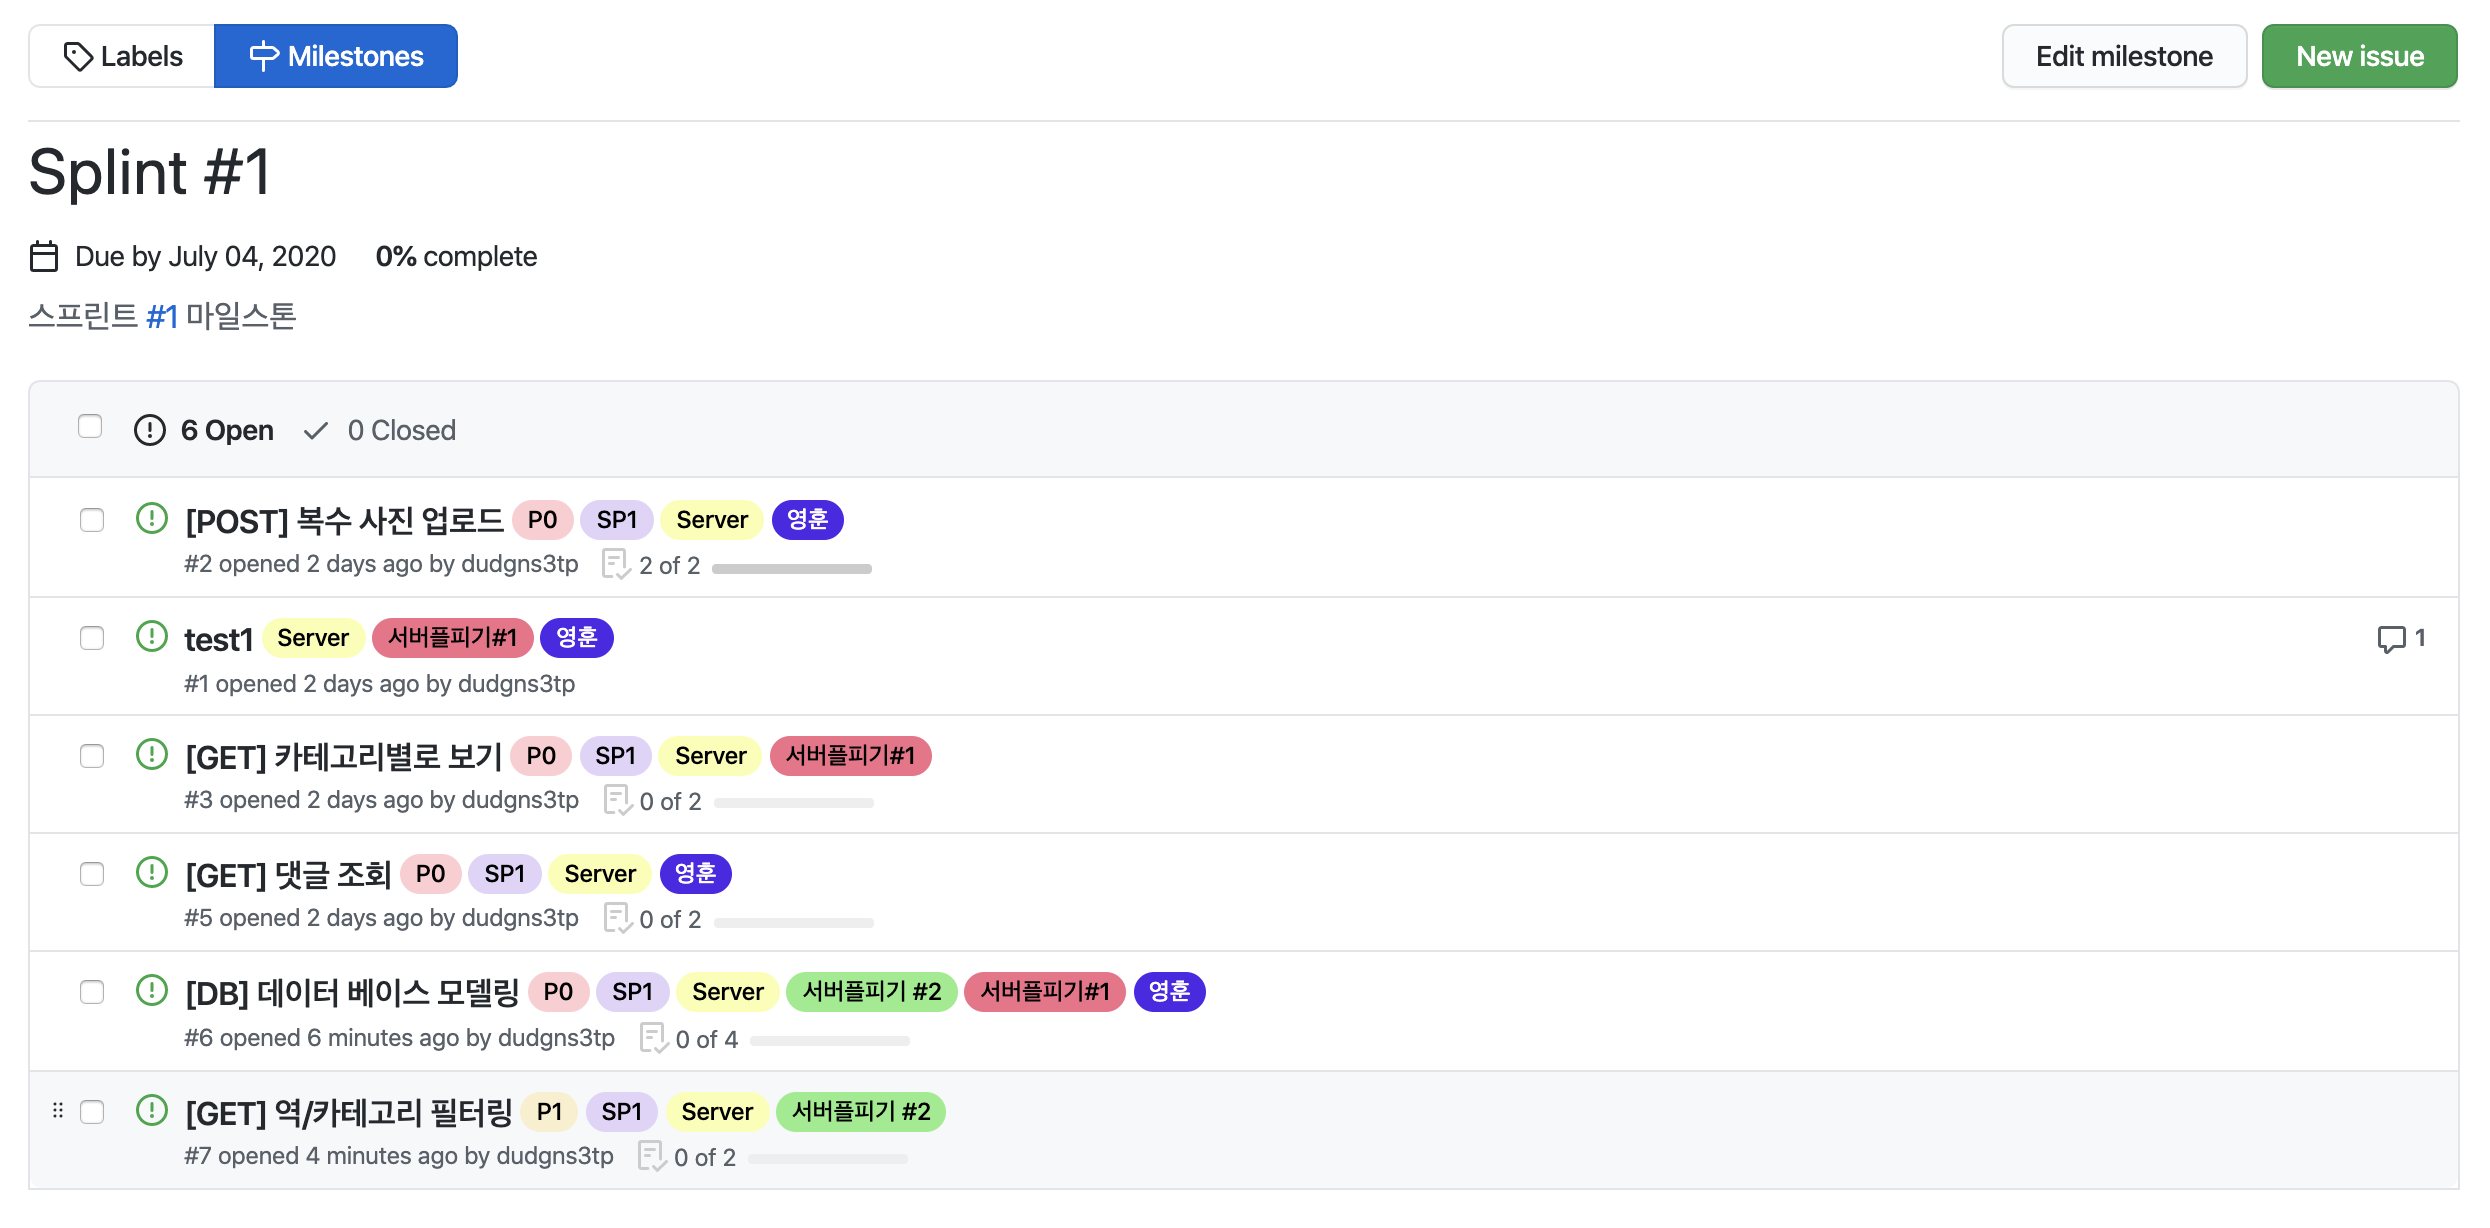 Labels Milestones Edit milestone New issue
Splint #1
Due by July 04, 2020 0% complete
스프린트 #1 마일스톤
6 Open 0 Closed
[POST] 복수 사진 업로드 P0 SP1 Server 영훈
#2 opened 2 days ago by dudgns3tp 2 of 2
test1 Server 서버플피기#1 영훈 1
#1 opened 2 days ago by dudgns3tp
[GET] 카테고리별로 보기 P0 SP1 Server 서버플피기#1
#3 opened 2 days ago by dudgns3tp 0 of 2
[GET] 댓글 조회 P0 SP1 Server 영훈
#5 opened 2 days ago by dudgns3tp 0 of 2
[DB] 데이터 베이스 모델링 P0 SP1 Server 서버플피기 #2 서버플피기#1 영훈
#6 opened 6 minutes ago by dudgns3tp 0 of 4
[GET] 역/카테고리 필터링 P1 SP1 Server 서버플피기 #2
#7 opened 4 minutes ago by dudgns3tp 0 of 2